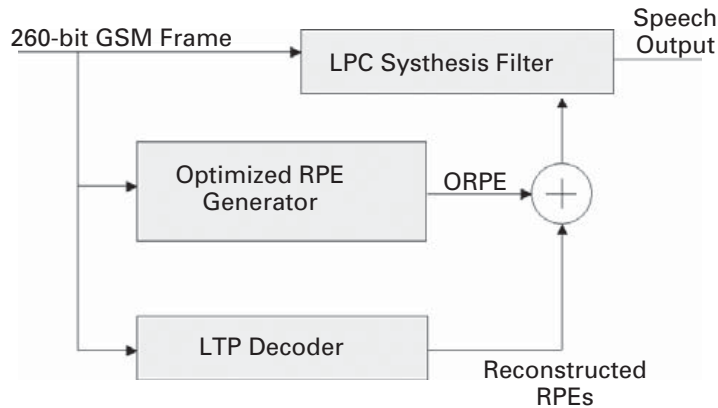 Speech
Output
260-bit GSM Frame
LPC Systhesis Filter
Optimized RPE
Generator
ORPE
LTP Decoder
Reconstructed
RPEs